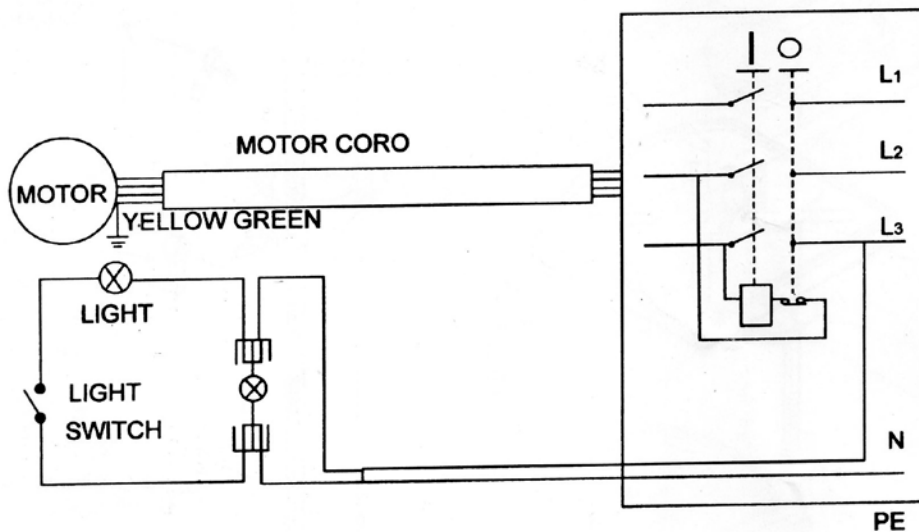 I O
L1
MOTOR CORO
L2
MOTOR
YELLOW GREEN
L3
LIGHT
LIGHT
SWITCH
N
PE